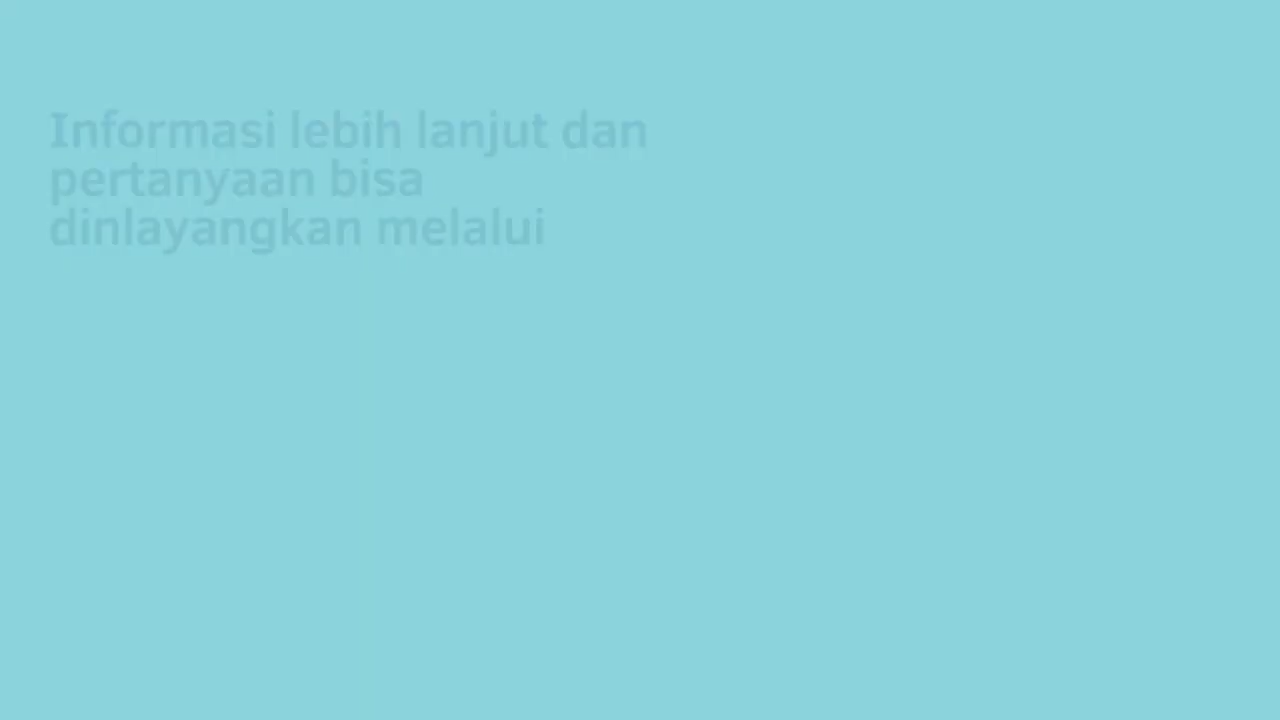 Informasi lebih lanjut dan
pertanyaan bisa
dinlayangkan melalui